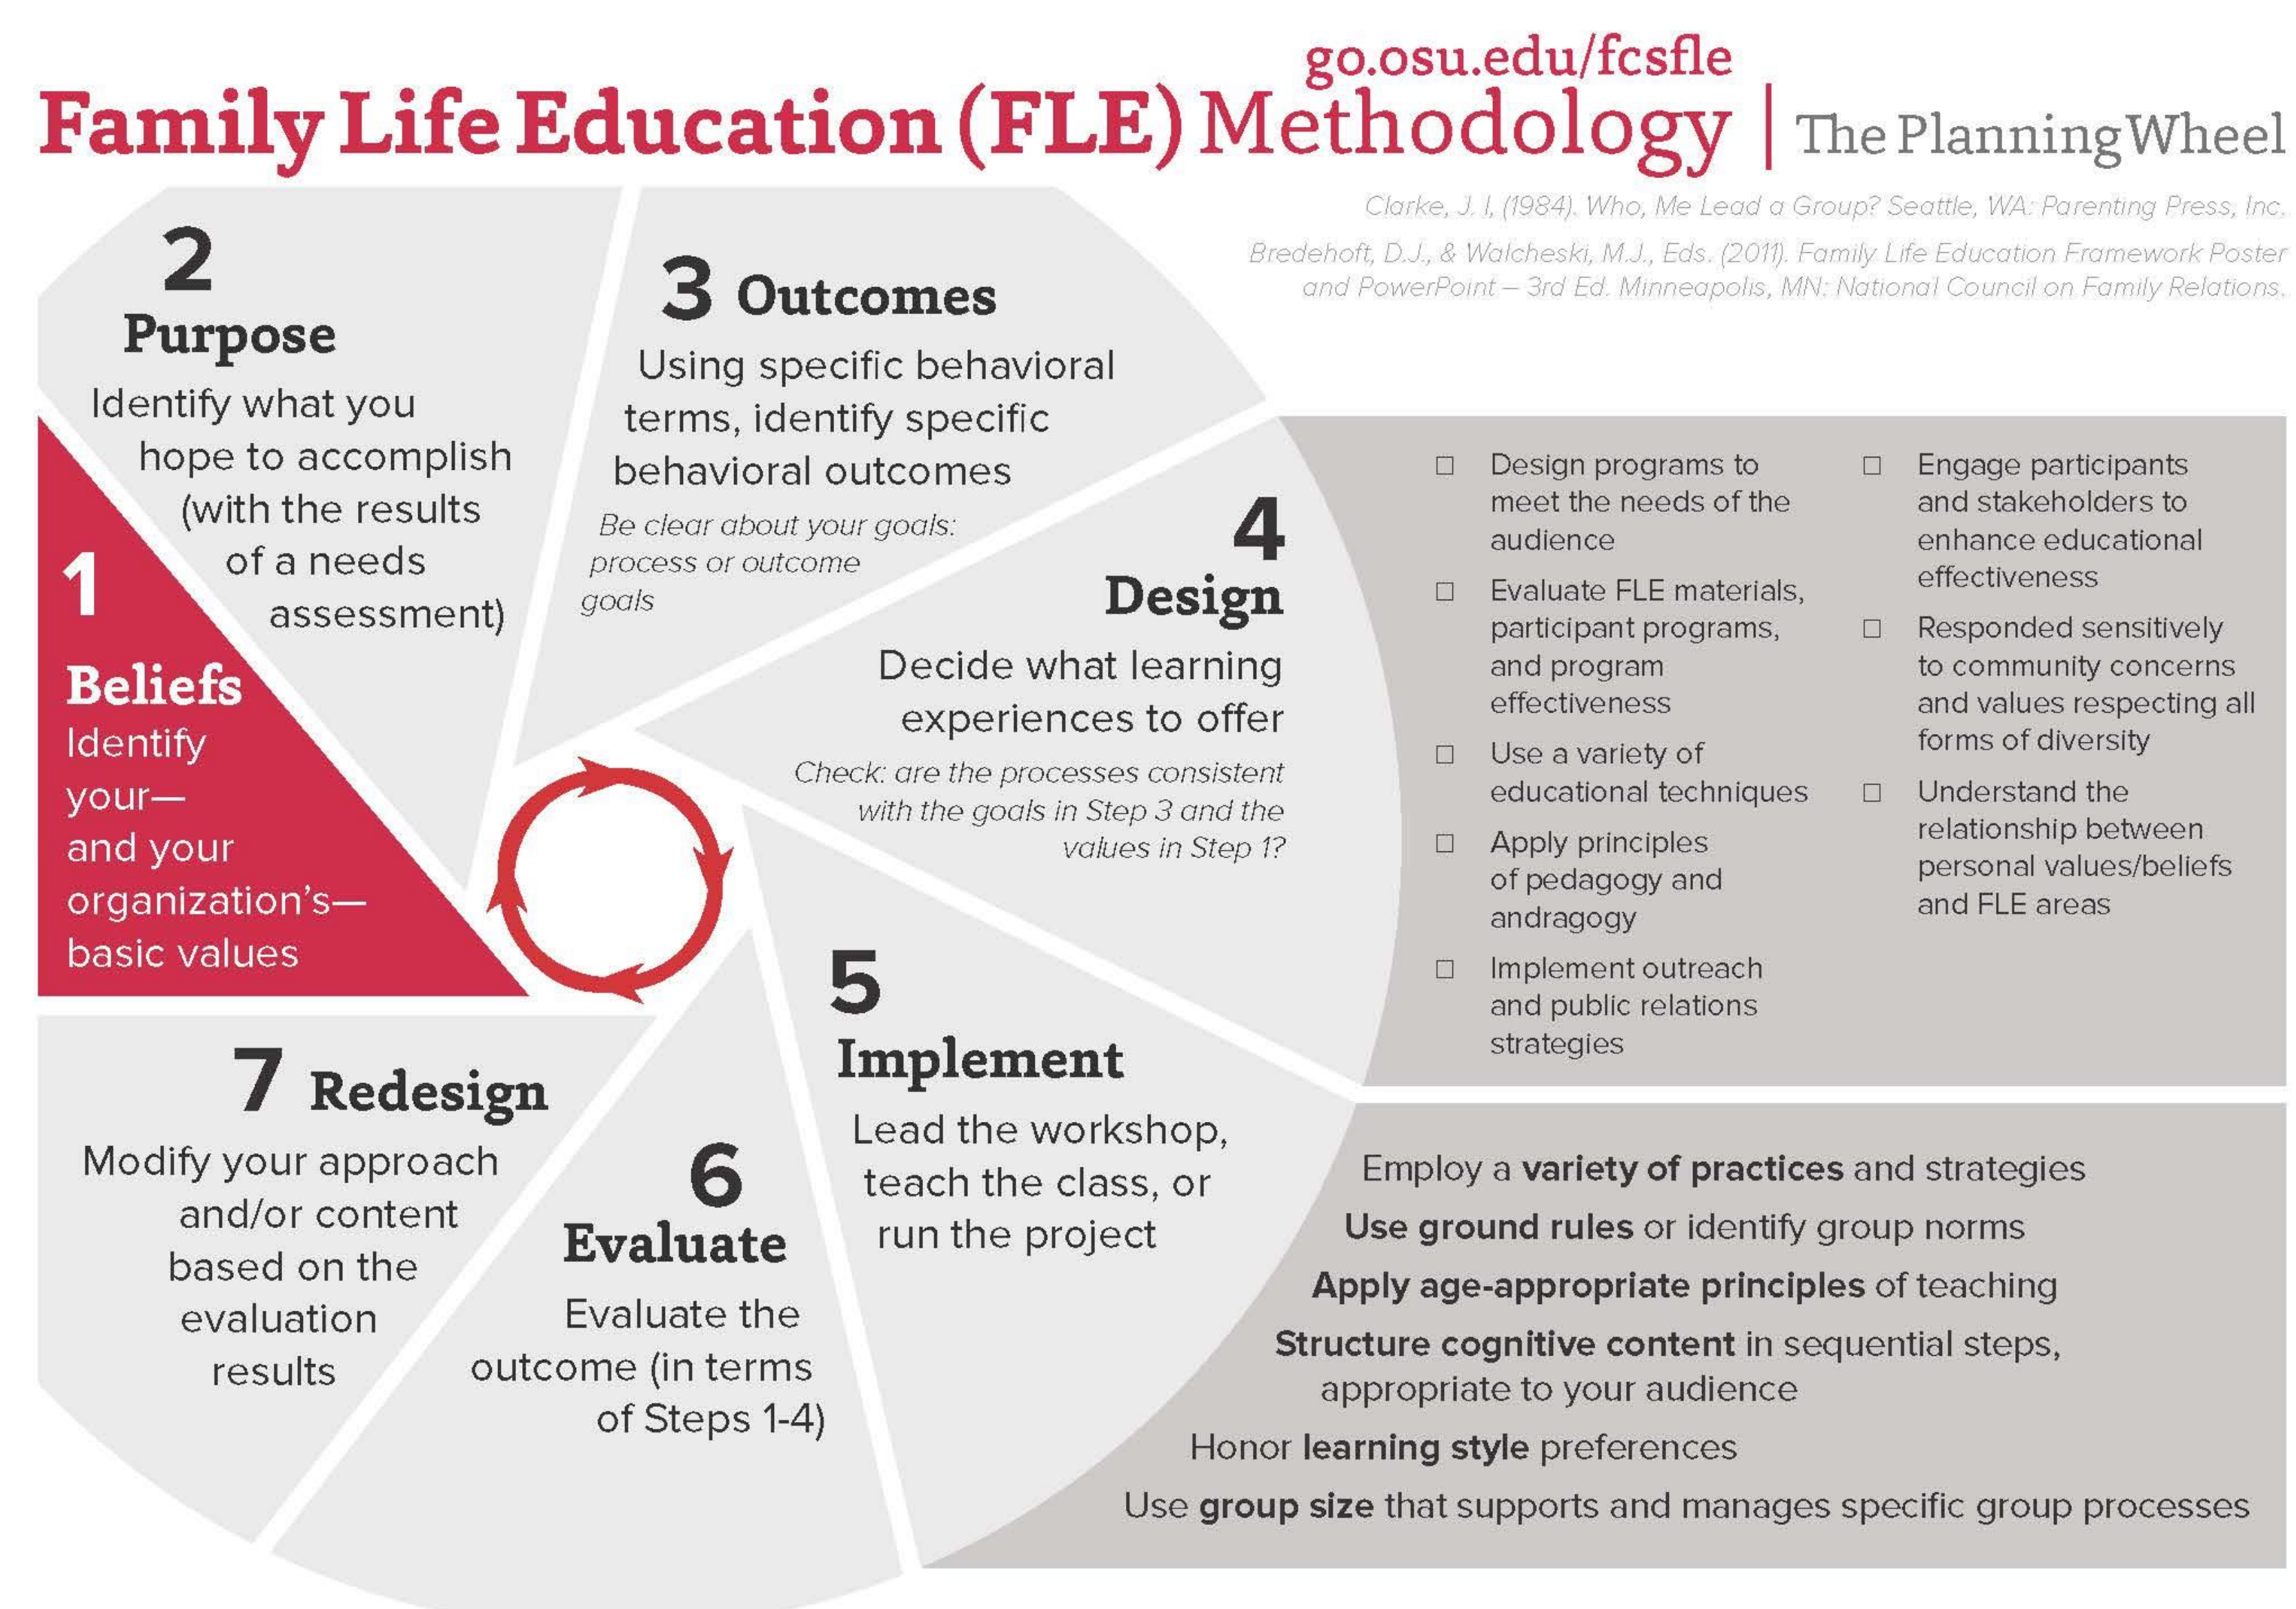 go.osu.edu/fcsfle
Family Life Education (FLE) Methodology | The Planning Wheel
Clarke, J. I, (1984). Who, Me Lead a Group? Seattle, WA: Parenting Press, Inc.
Bredehoft, D.J., & Walcheski, M.J., Eds. (2011). Family Life Education Framework Poster
and PowerPoint – 3rd Ed. Minneapolis, MN: National Council on Family Relations.
1
Beliefs
Identify
your—
and your
organization's—
basic values
2
Purpose
Identify what you
hope to accomplish
(with the results
of a needs
assessment)
3 Outcomes
Using specific behavioral
terms, identify specific
behavioral outcomes
Be clear about your goals:
process or outcome
goals
4
Design
Decide what learning
experiences to offer
Check: are the processes consistent
with the goals in Step 3 and the
values in Step 1?
☐ Design programs to
meet the needs of the
audience
☐ Evaluate FLE materials,
participant programs,
and program
effectiveness
☐ Use a variety of
educational techniques
☐ Apply principles
of pedagogy and
andragogy
☐ Implement outreach
and public relations
strategies
☐ Engage participants
and stakeholders to
enhance educational
effectiveness
☐ Responded sensitively
to community concerns
and values respecting all
forms of diversity
☐ Understand the
relationship between
personal values/beliefs
and FLE areas
5
Implement
Lead the workshop,
teach the class, or
run the project
Employ a variety of practices and strategies
Use ground rules or identify group norms
Apply age-appropriate principles of teaching
Structure cognitive content in sequential steps,
appropriate to your audience
Honor learning style preferences
Use group size that supports and manages specific group processes
6
Evaluate
Evaluate the
outcome (in terms
of Steps 1-4)
7 Redesign
Modify your approach
and/or content
based on the
evaluation
results